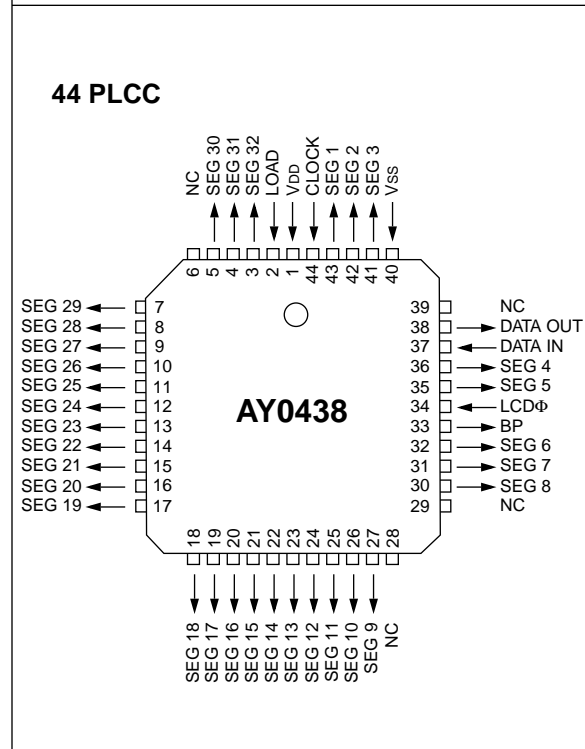 44 PLCC
NC
SEG 30
SEG 31
SEG 32
LOAD
VDD
CLOCK
SEG 1
SEG 2
SEG 3
VSS
6
5
4
3
2
1
44
43
42
41
40
SEG 29 7
SEG 28 8
SEG 27 9
SEG 26 10
SEG 25 11
SEG 24 12
SEG 23 13
SEG 22 14
SEG 21 15
SEG 20 16
SEG 19 17
AY0438
39 NC
38 DATA OUT
37 DATA IN
36 SEG 4
35 SEG 5
34 LCDΦ
33 BP
32 SEG 6
31 SEG 7
30 SEG 8
29 NC
18
19
20
21
22
23
24
25
26
27
28
SEG 18
SEG 17
SEG 16
SEG 15
SEG 14
SEG 13
SEG 12
SEG 11
SEG 10
SEG 9
NC